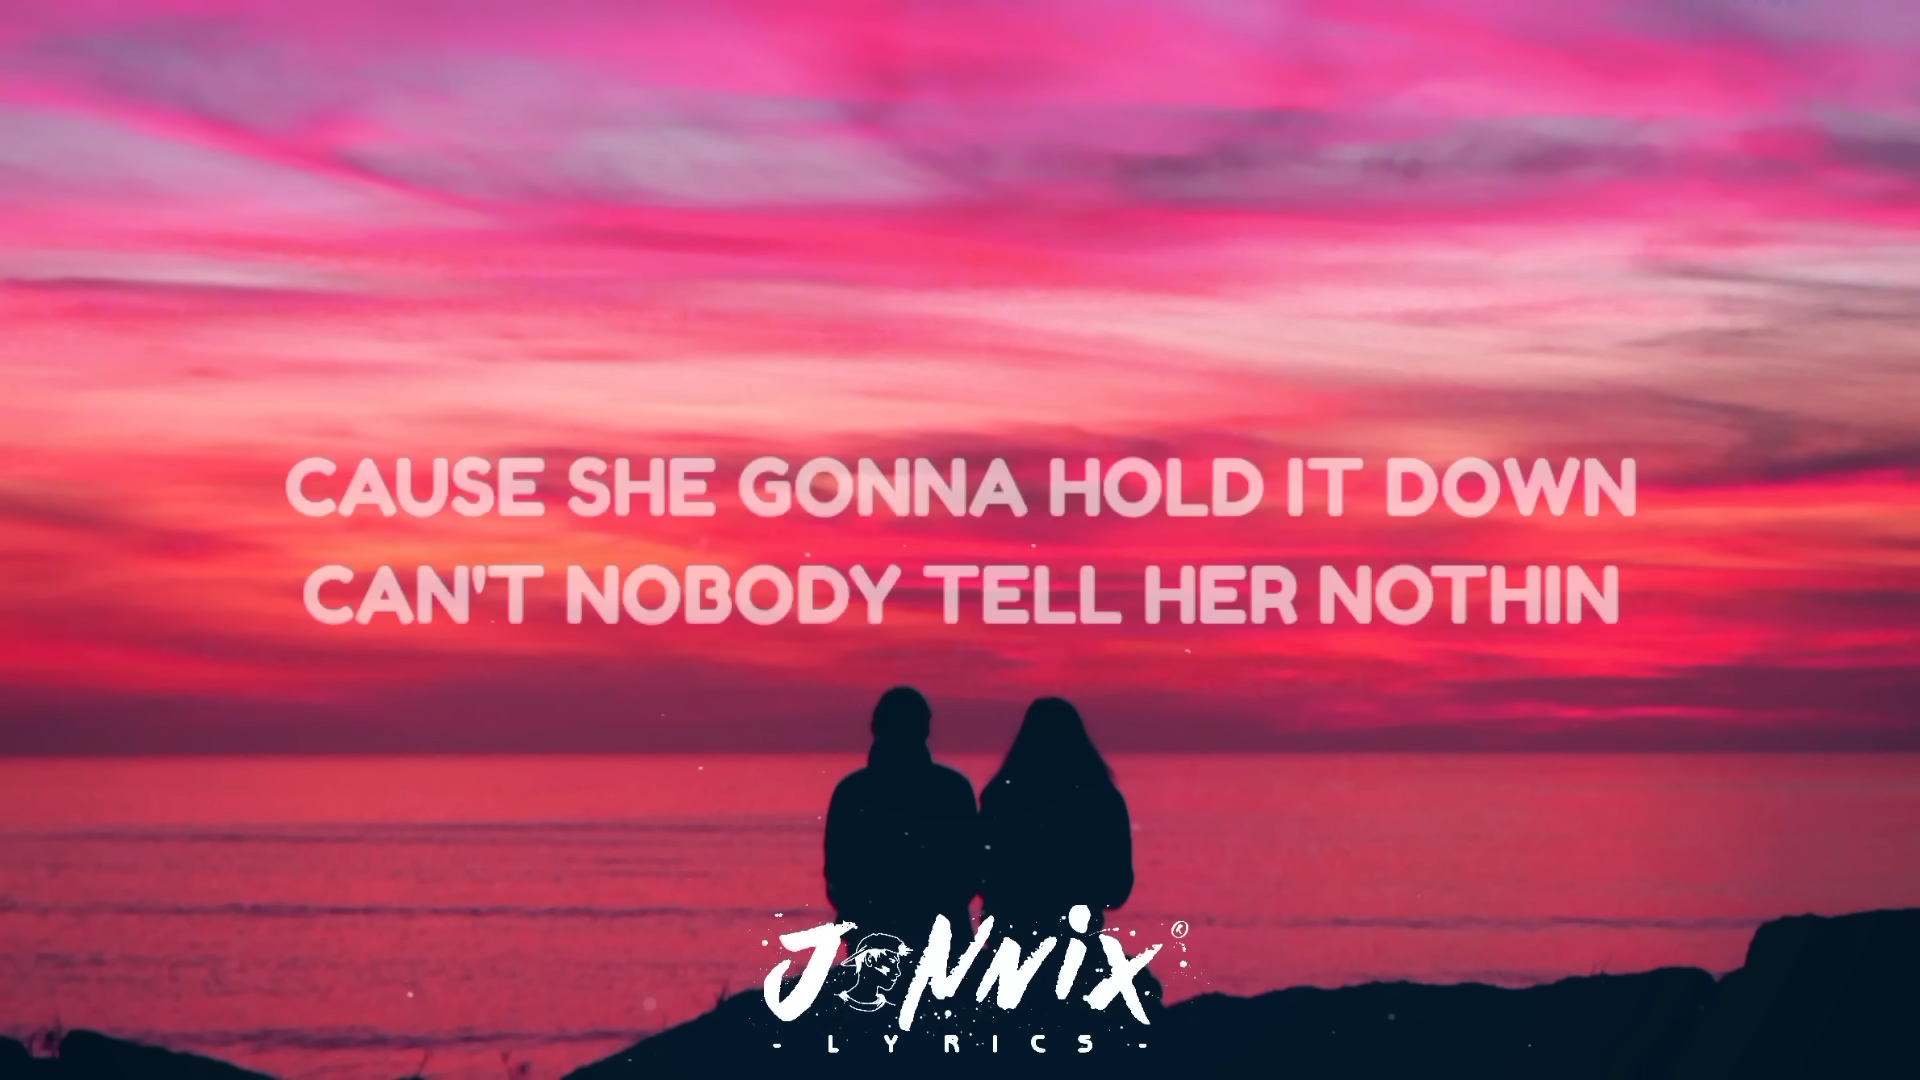 CAUSE SHE GONNA HOLD IT DOWN
CAN'T NOBODY TELL HER NOTHIN
JONNIX®
- LYRICS -